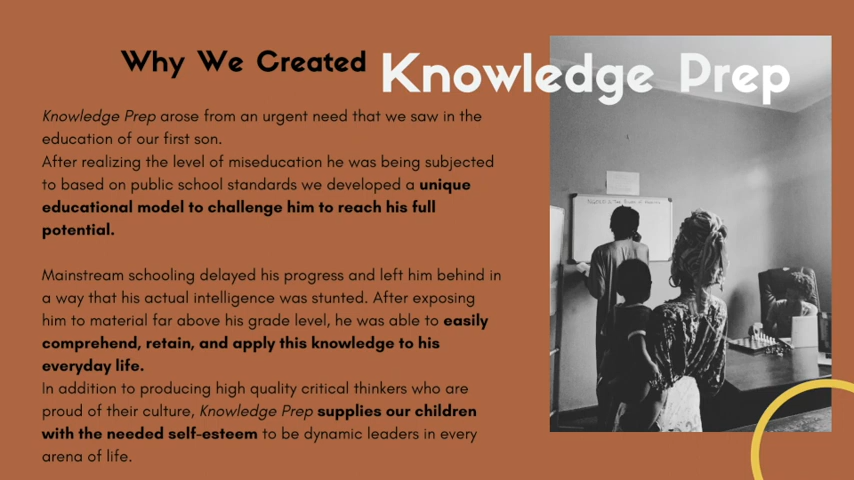 Why We Created Knowledge Prep
Knowledge Prep arose from an urgent need that we saw in the
education of our first son.
After realizing the level of miseducation he was being subjected
to based on public school standards we developed a unique
educational model to challenge him to reach his full
potential.
Mainstream schooling delayed his progress and left him behind in
a way that his actual intelligence was stunted. After exposing
him to material far above his grade level, he was able to easily
comprehend, retain, and apply this knowledge to his
everyday life.
In addition to producing high quality critical thinkers who are
proud of their culture, Knowledge Prep supplies our children
with the needed self-esteem to be dynamic leaders in every
arena of life.